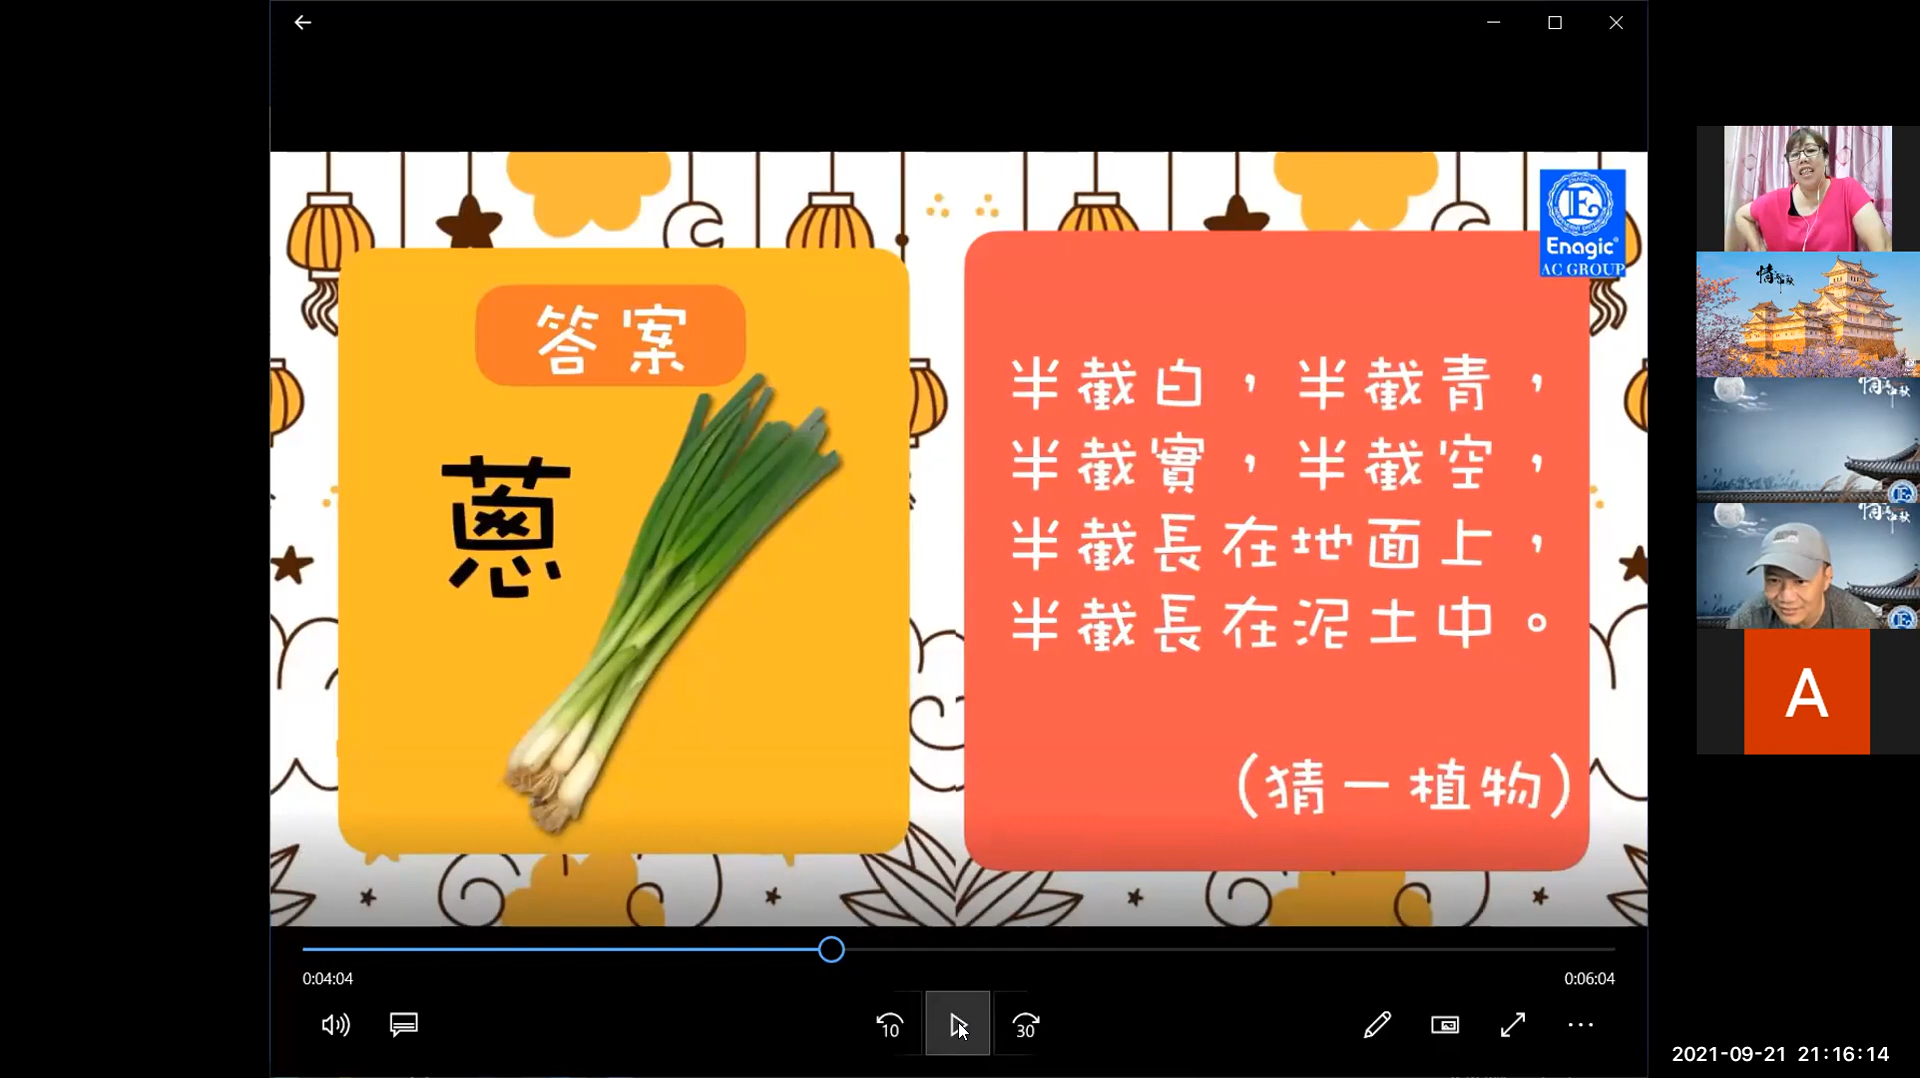 答案
蔥
半截白，半截青，
半截實，半截空，
半截長在地面上，
半截長在泥土中。
(猜一植物)
E
Enagic®
AC GROUP
0:04:04
0:06:04
10
30
A
2021-09-21 21:16:14